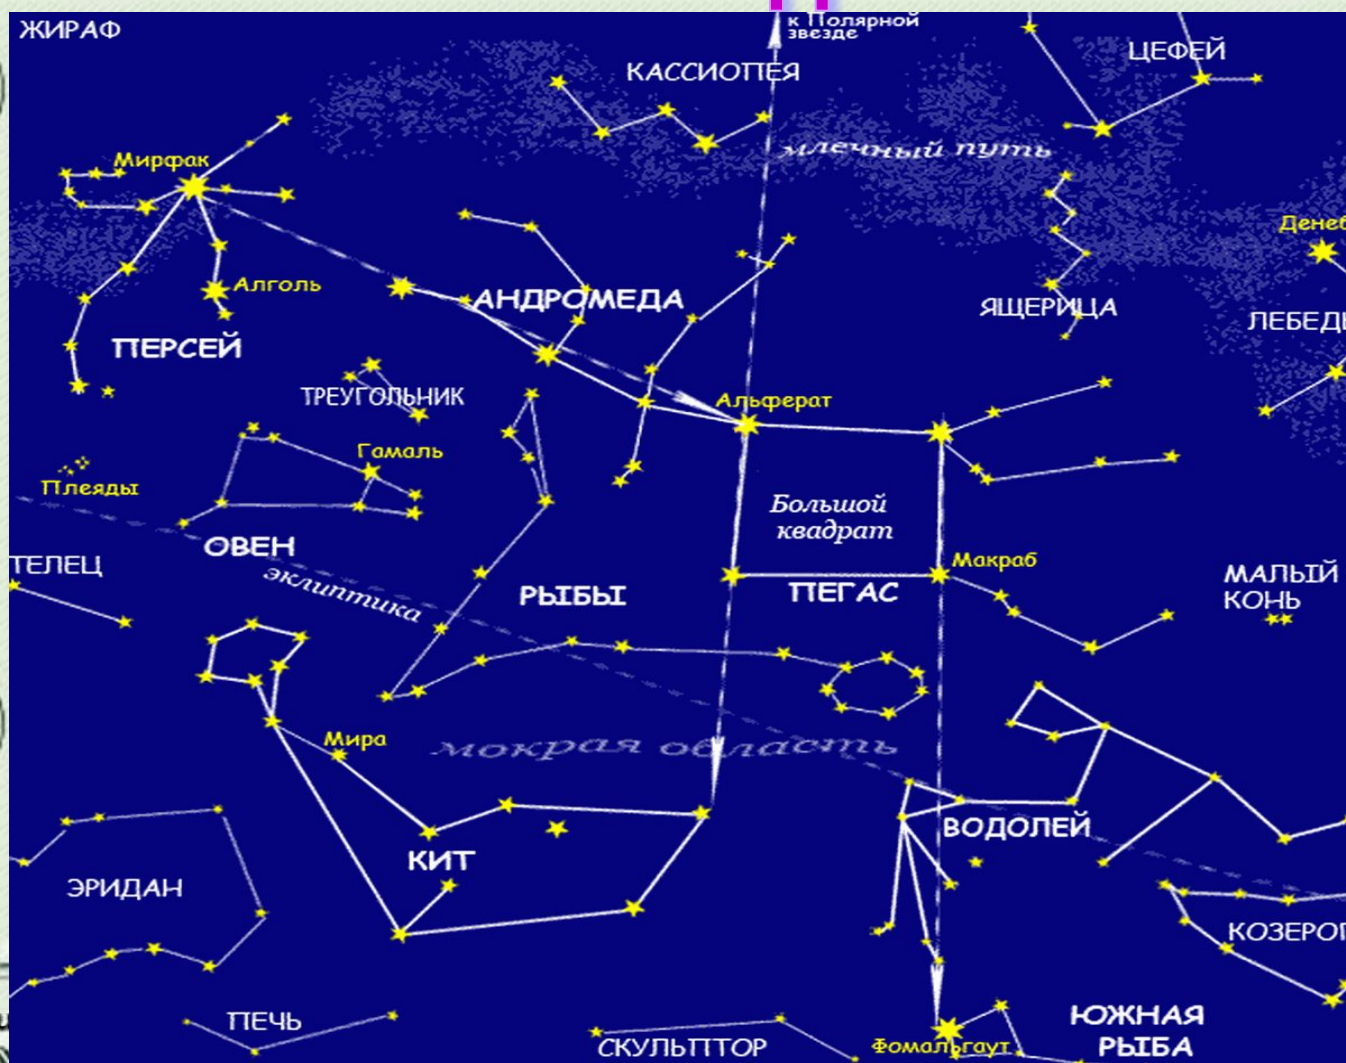 к Полярной
звезде
ЖИРАФ
КАССИОПЕЯ
ЦЕФЕЙ
млечный путь
Мирфак
Денеб
Алголь
АНДРОМЕДА
ЯЩЕРИЦА
ЛЕБЕДЬ
ПЕРСЕЙ
ТРЕУГОЛЬНИК
Альферат
Гамаль
Плеяды
Большой
квадрат
ОВЕН
ТЕЛЕЦ
эклиптика
РЫБЫ
ПЕГАС
Макраб
МАЛЫЙ
КОНЬ
Мира
мокрая область
ВОДОЛЕЙ
КИТ
ЭРИДАН
КОЗЕРОГ
ПЕЧЬ
СКУЛЬПТОР
Фомальгаут
ЮЖНАЯ
РЫБА